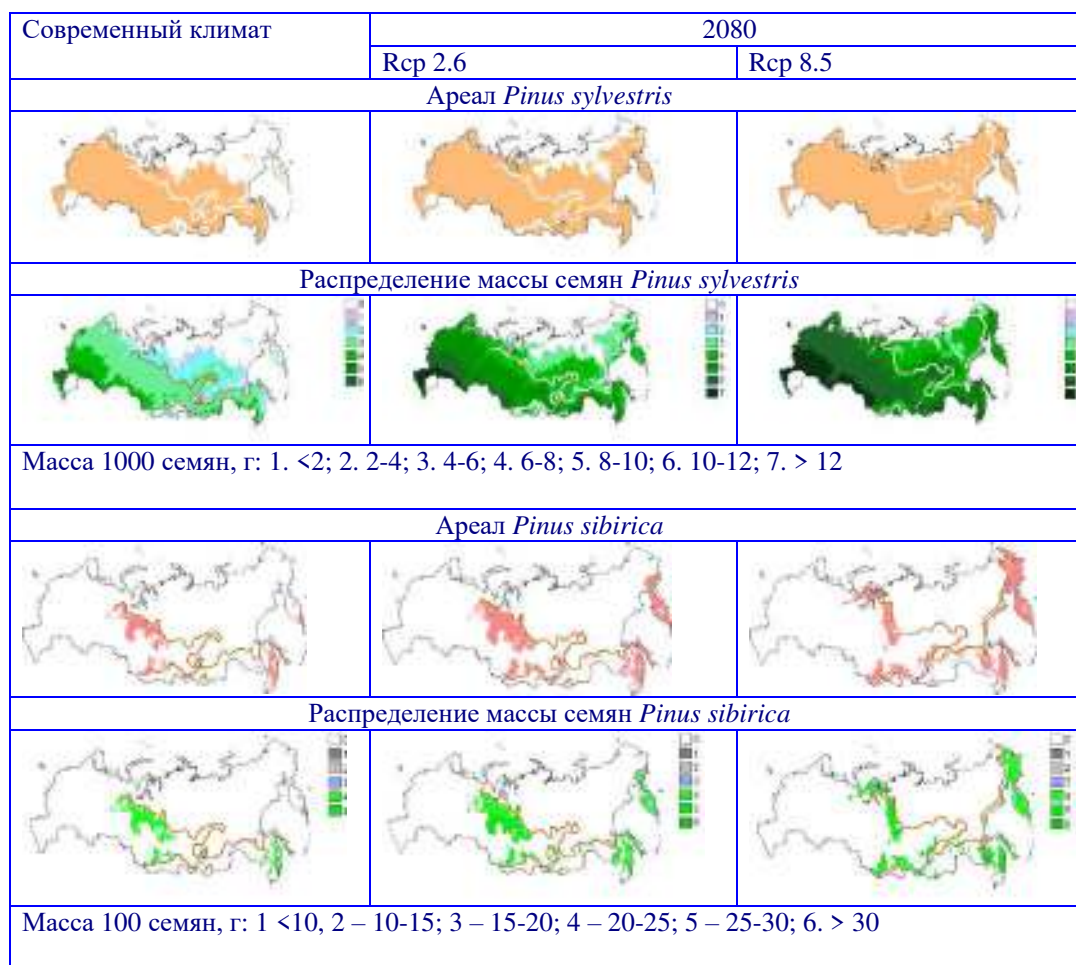 Современный климат 2080
Rcp 2.6 Rcp 8.5
Ареал Pinus sylvestris
Распределение массы семян Pinus sylvestris
Масса 1000 семян, г: 1. <2; 2. 2-4; 3. 4-6; 4. 6-8; 5. 8-10; 6. 10-12; 7. > 12
Ареал Pinus sibirica
Распределение массы семян Pinus sibirica
Масса 100 семян, г: 1 <10, 2 – 10-15; 3 – 15-20; 4 – 20-25; 5 – 25-30; 6. > 30